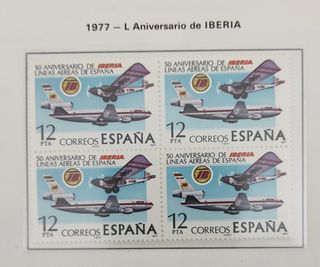 1977 — L Aniversario de IBERIA
50 ANIVERSARIO DE IBERIA
LINEAS AEREAS DE ESPAÑA
12
PTA
CORREOS ESPAÑA
50 ANIVERSARIO DE IBERIA
LINEAS AEREAS DE ESPAÑA
12
PTA
CORREOS ESPAÑA
50 ANIVERSARIO DE IBERIA
LINEAS AEREAS DE ESPAÑA
12
PTA
CORREOS ESPAÑA
50 ANIVERSARIO DE IBERIA
LINEAS AEREAS DE ESPAÑA
12
PTA
CORREOS ESPAÑA